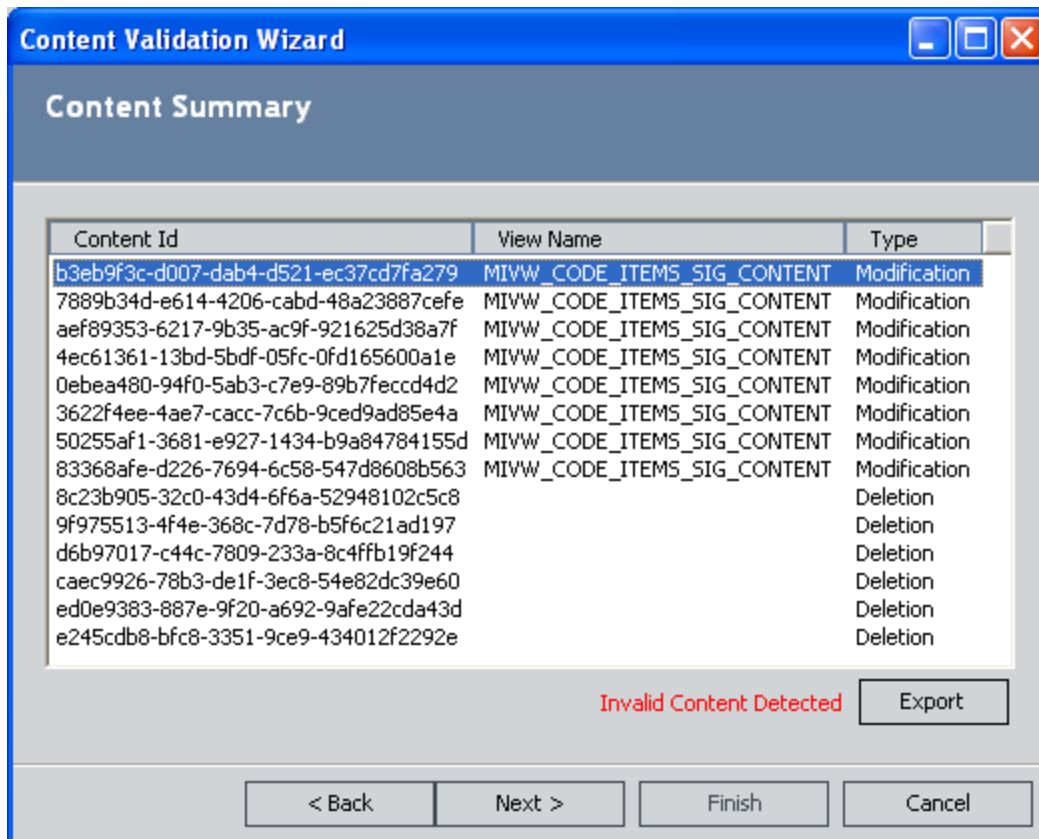 Content Validation Wizard
Content Summary
Content Id View Name Type
b3eb9f3c-d007-dab4-d521-ec37cd7fa279 MIVW_CODE_ITEMS_SIG_CONTENT Modification
7889b34d-e614-4206-cabd-48a23887cefe MIVW_CODE_ITEMS_SIG_CONTENT Modification
aef89353-6217-9b35-ac9f-921625d38a7f MIVW_CODE_ITEMS_SIG_CONTENT Modification
4ec61361-13bd-5bdf-05fc-0fd165600a1e MIVW_CODE_ITEMS_SIG_CONTENT Modification
0ebea480-94f0-5ab3-c7e9-89b7feccd4d2 MIVW_CODE_ITEMS_SIG_CONTENT Modification
3622f4ee-4ae7-cacc-7c6b-9ced9ad85e4a MIVW_CODE_ITEMS_SIG_CONTENT Modification
50255af1-3681-e927-1434-b9a84784155d MIVW_CODE_ITEMS_SIG_CONTENT Modification
83368afe-d226-7694-6c58-547d8608b563 MIVW_CODE_ITEMS_SIG_CONTENT Modification
8c23b905-32c0-43d4-6f6a-52948102c5c8 Deletion
9f975513-4f4e-368c-7d78-b5f6c21ad197 Deletion
d6b97017-c44c-7809-233a-8c4ffb19f244 Deletion
caec9926-78b3-de1f-3ec8-54e82dc39e60 Deletion
ed0e9383-887e-9f20-a692-9afe22cda43d Deletion
e245cdb8-bfc8-3351-9ce9-434012f2292e Deletion
Invalid Content Detected Export
< Back Next > Finish Cancel